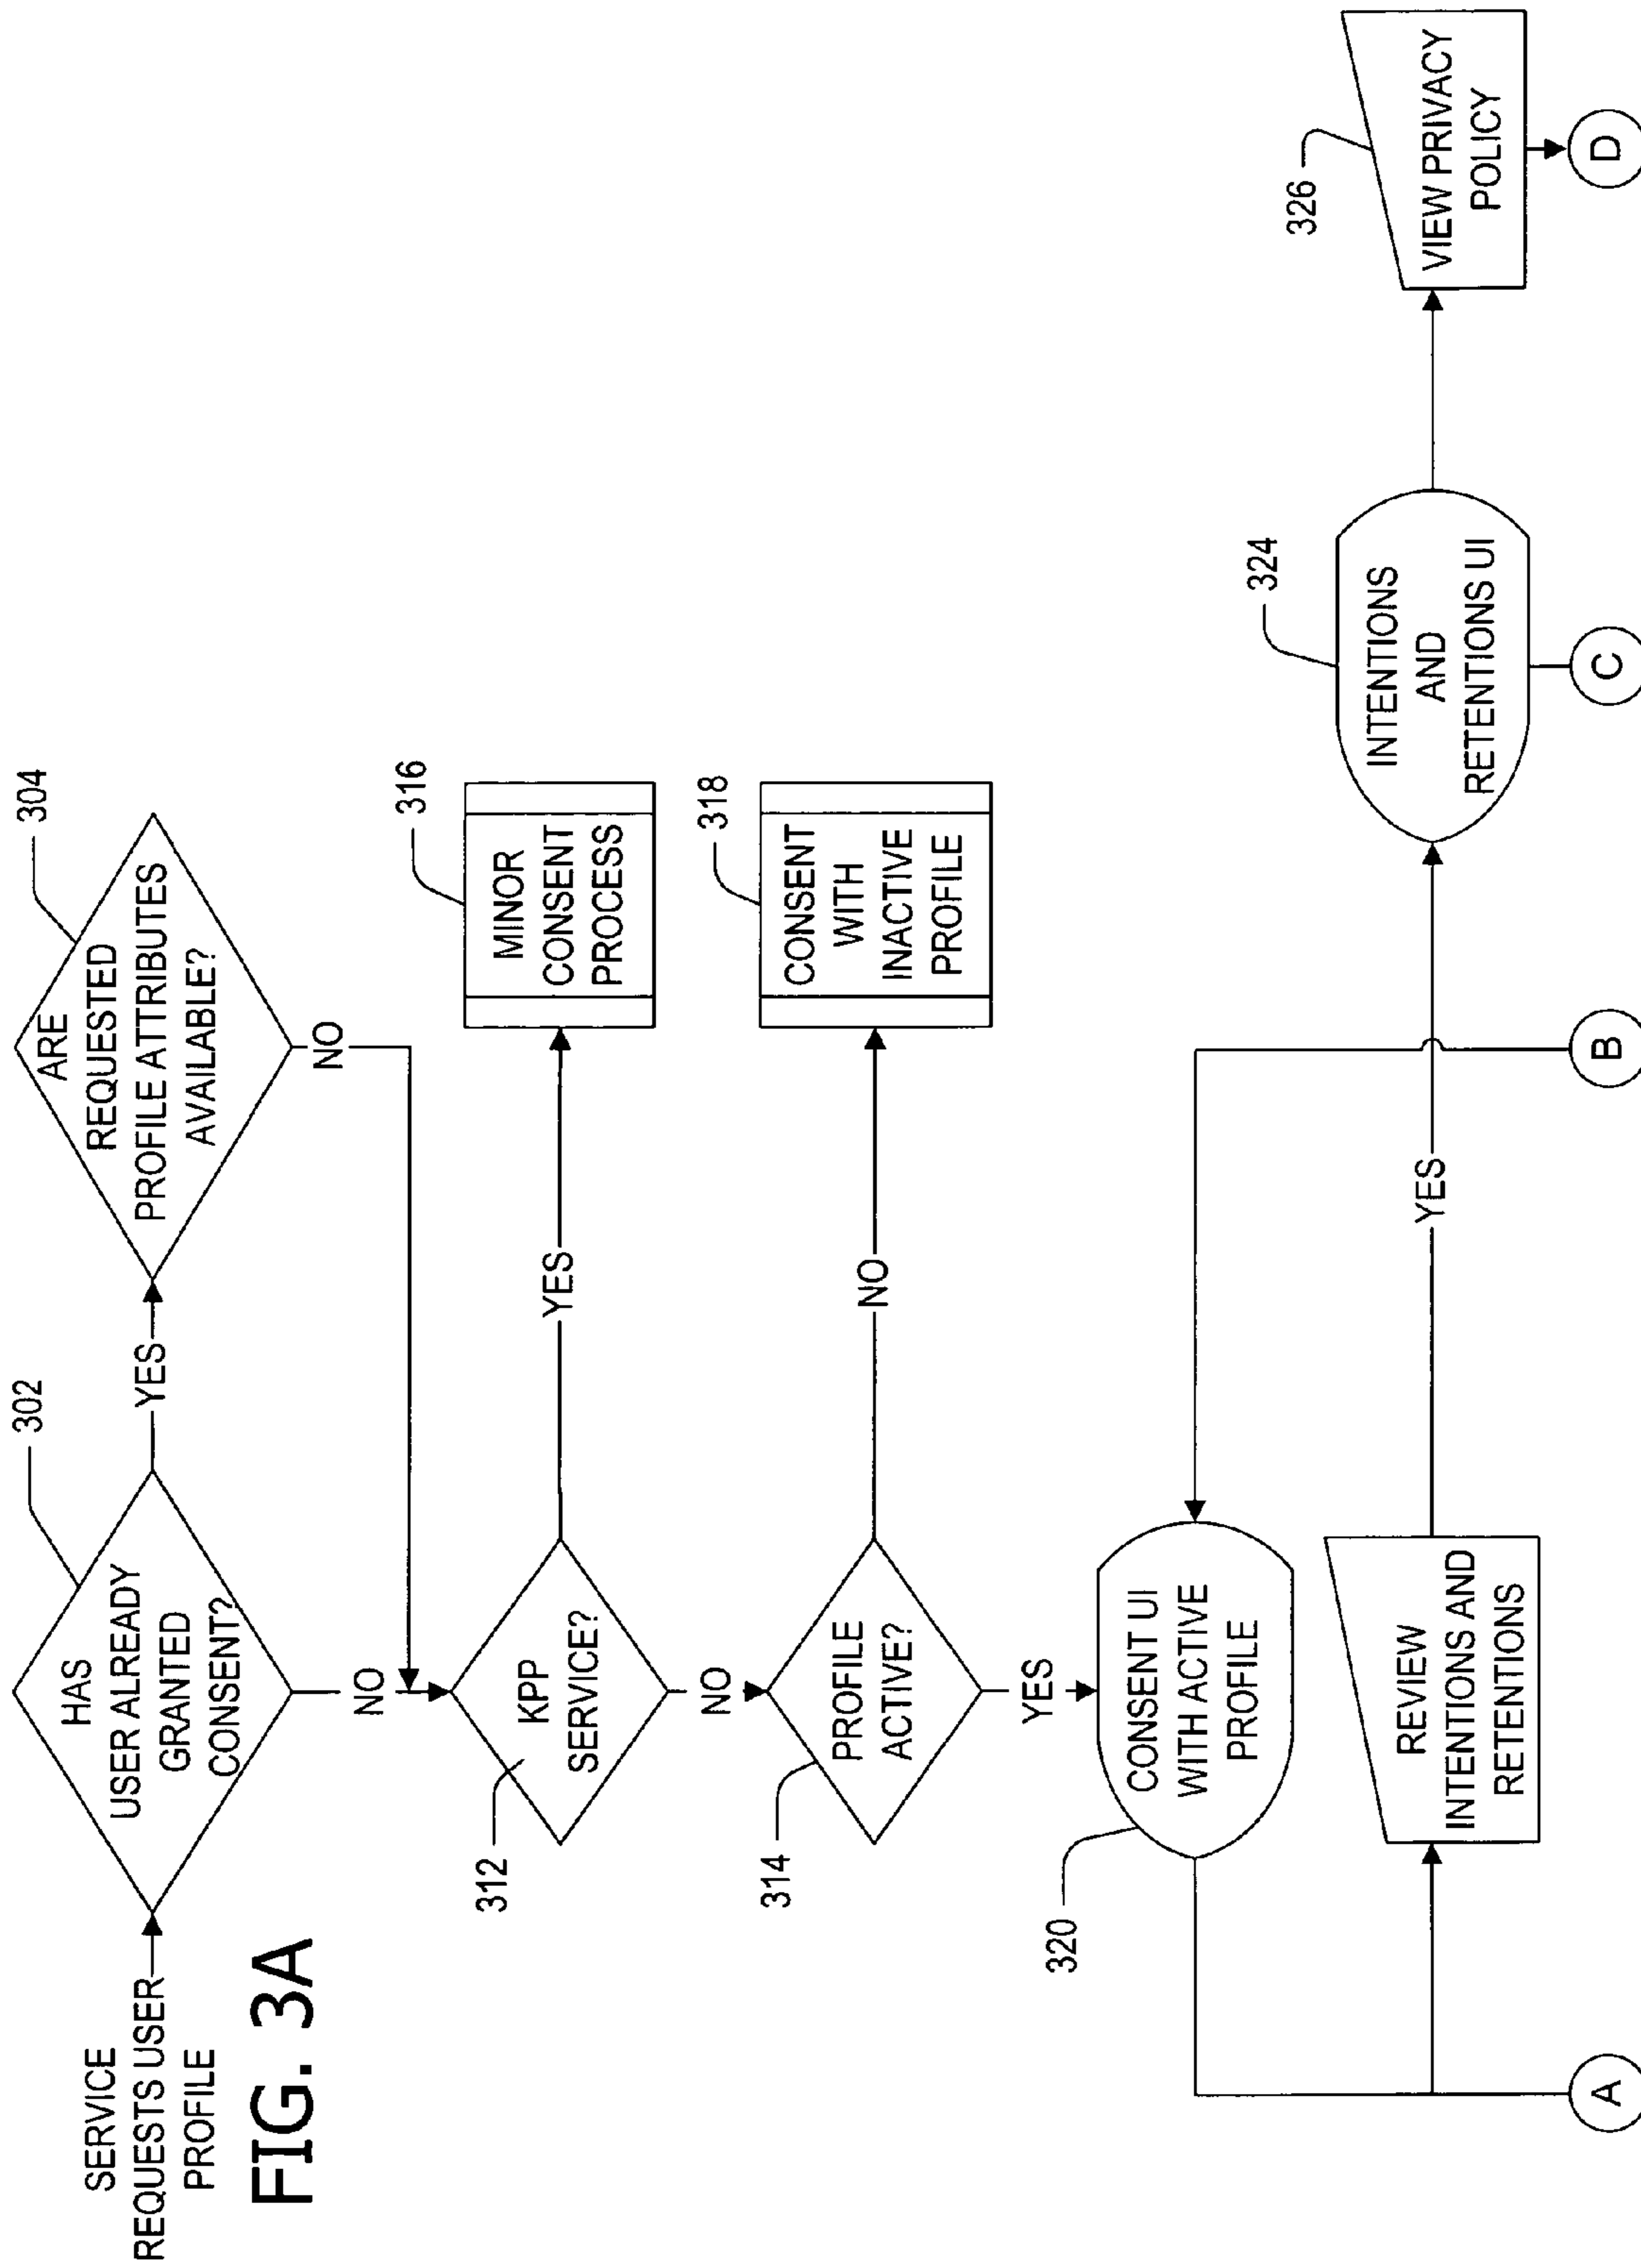 SERVICE
REQUESTS USER
PROFILE
FIG. 3A
HAS
USER ALREADY
GRANTED
CONSENT?
302
YES
ARE
REQUESTED
PROFILE ATTRIBUTES
AVAILABLE?
304
NO
NO
KPP
SERVICE?
312
YES
MINOR
CONSENT
PROCESS
316
NO
PROFILE
ACTIVE?
314
NO
CONSENT
WITH
INACTIVE
PROFILE
318
YES
CONSENT UI
WITH ACTIVE
PROFILE
320
REVIEW
INTENTIONS AND
RETENTIONS
YES
INTENTIONS
AND
RETENTIONS UI
324
VIEW PRIVACY
POLICY
326
A
B
C
D